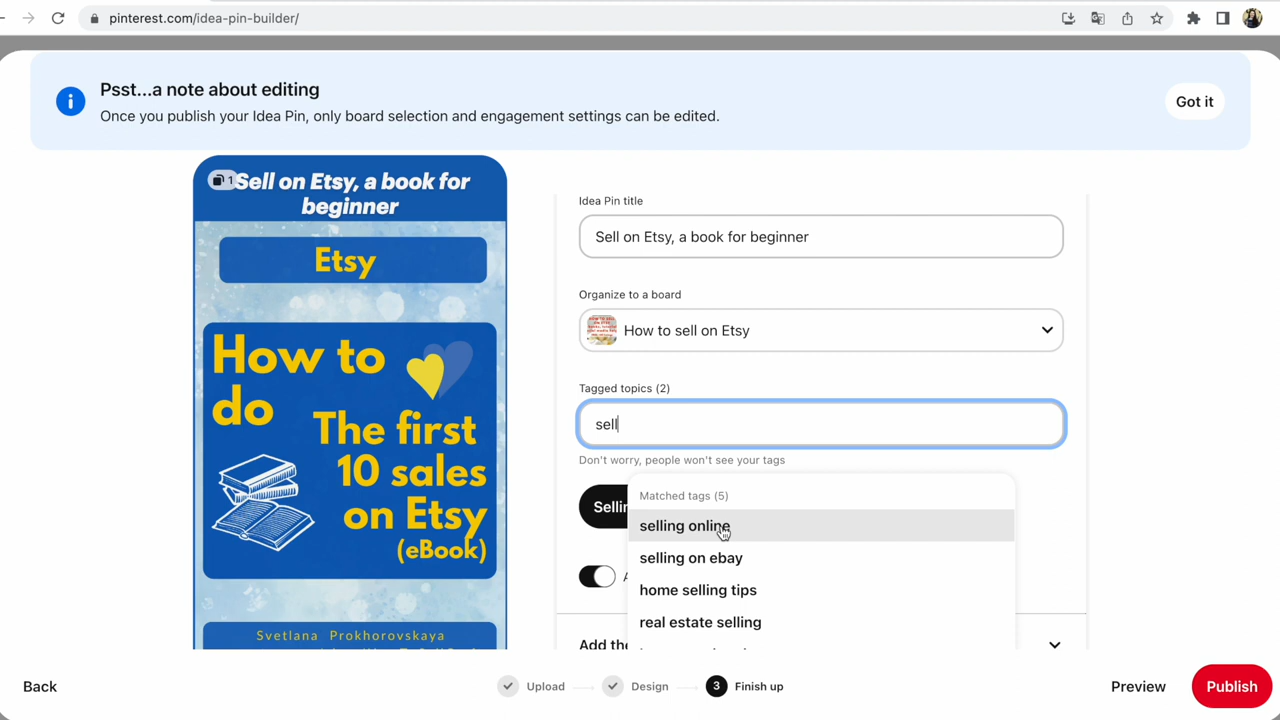 pinterest.com/idea-pin-builder/
Psst...a note about editing
Once you publish your Idea Pin, only board selection and engagement settings can be edited.
Got it
1
Sell on Etsy, a book for
beginner
Etsy
How to
do
The first
10 sales
on Etsy
(eBook)
Svetlana Prokhorovskaya
Idea Pin title
Sell on Etsy, a book for beginner
Organize to a board
How to sell on Etsy
Tagged topics (2)
sell
Don't worry, people won't see your tags
Matched tags (5)
selling online
selling on ebay
home selling tips
real estate selling
Back
Upload
Design
3
Finish up
Preview
Publish